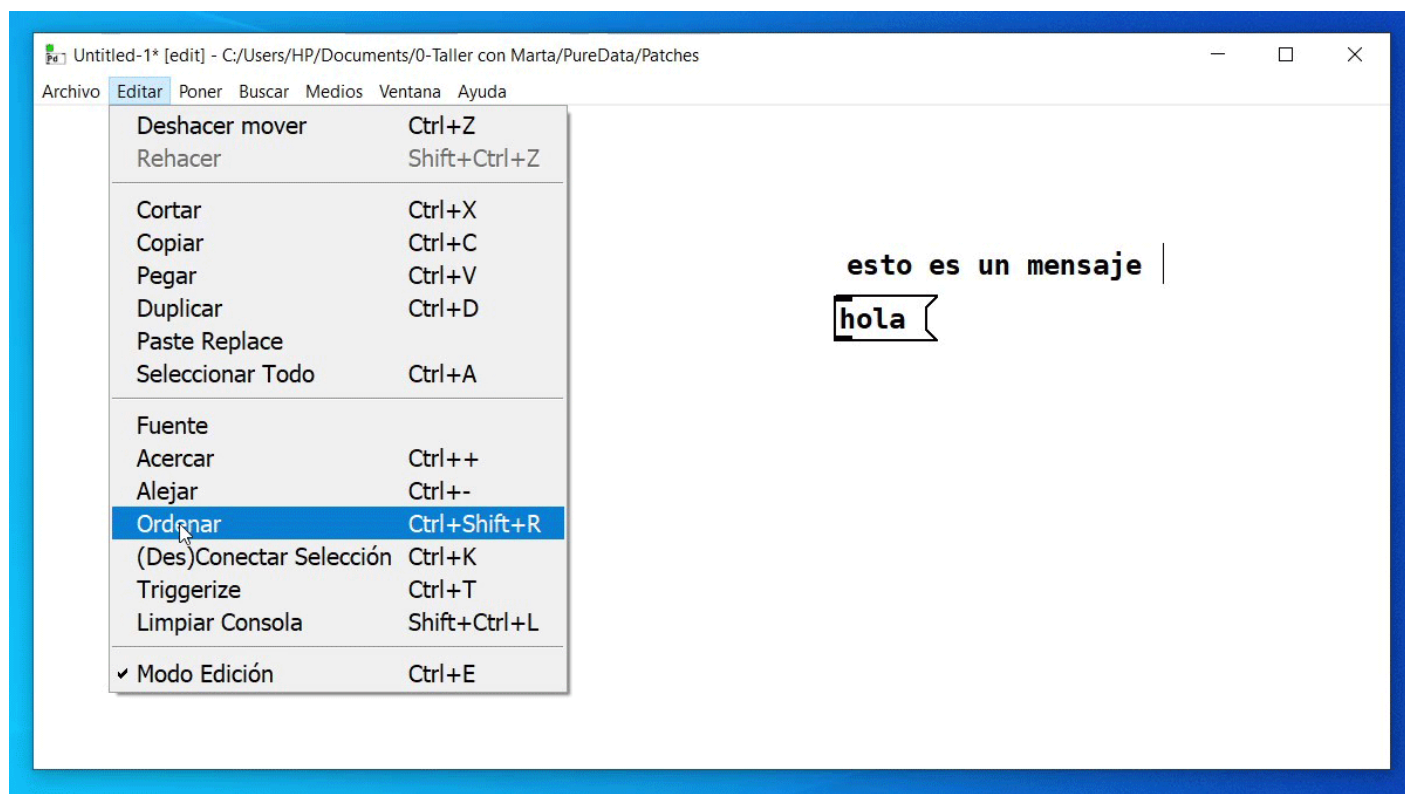 Untitled-1* [edit] - C:/Users/HP/Documents/0-Taller con Marta/PureData/Patches
Archivo Editar Poner Buscar Medios Ventana Ayuda
Deshacer mover Ctrl+Z
Rehacer Shift+Ctrl+Z
Cortar Ctrl+X
Copiar Ctrl+C
Pegar Ctrl+V
Duplicar Ctrl+D
Paste Replace
Seleccionar Todo Ctrl+A
Fuente
Acercar Ctrl++
Alejar Ctrl+-
Ordenar Ctrl+Shift+R
(Des)Conectar Selección Ctrl+K
Triggerize Ctrl+T
Limpiar Consola Shift+Ctrl+L
Modo Edición Ctrl+E
esto es un mensaje
hola